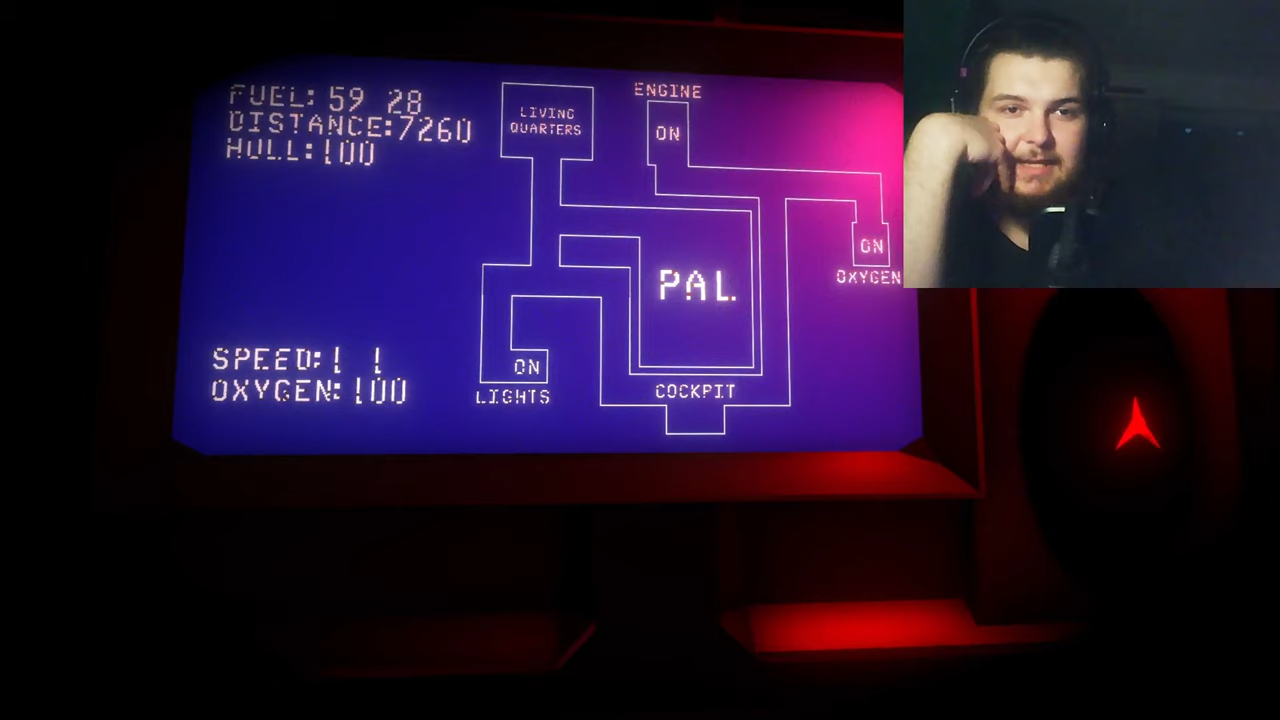 FUEL: 59 28
DISTANCE:7260
HULL:100
LIVING
QUARTERS
ENGINE
ON
ON
OXYGEN
PAL
SPEED:1 1
OXYGEN:100
ON
LIGHTS
COCKPIT